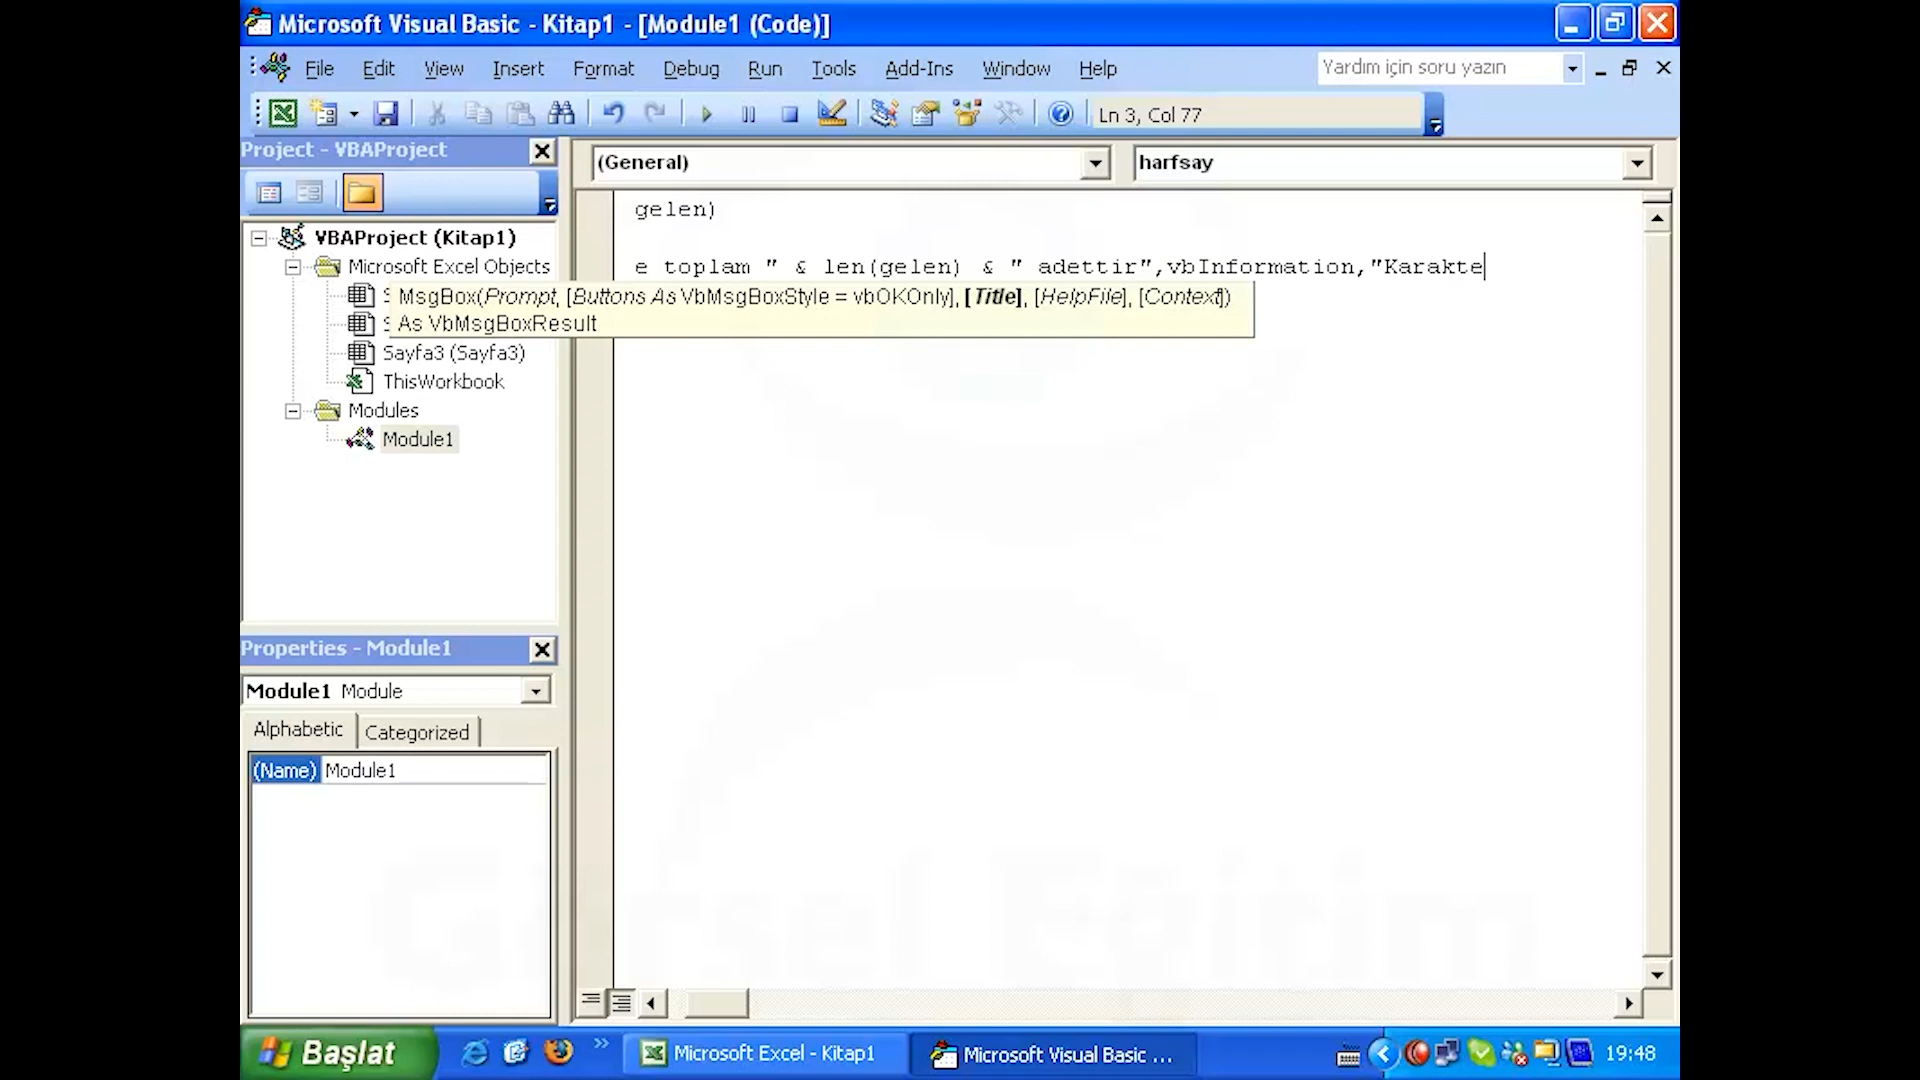 Microsoft Visual Basic - Kitap1 - [Module1 (Code)]
File Edit View Insert Format Debug Run Tools Add-Ins Window Help Yardım için soru yazın
Ln 3, Col 77
Project - VBAProject
(General) harfsay
gelen)
VBAProject (Kitap1)
Microsoft Excel Objects
e toplam " & len(gelen) & " adettir",vbInformation,"Karakte
MsgBox(Prompt, [Buttons As VbMsgBoxStyle = vbOKOnly], [Title], [HelpFile], [Context])
As VbMsgBoxResult
Sayfa3 (Sayfa3)
ThisWorkbook
Modules
Module1
Properties - Module1
Module1 Module
Alphabetic Categorized
(Name) Module1
Görsel Eğitim
Başlat Microsoft Excel - Kitap1 Microsoft Visual Basic ... 19:48